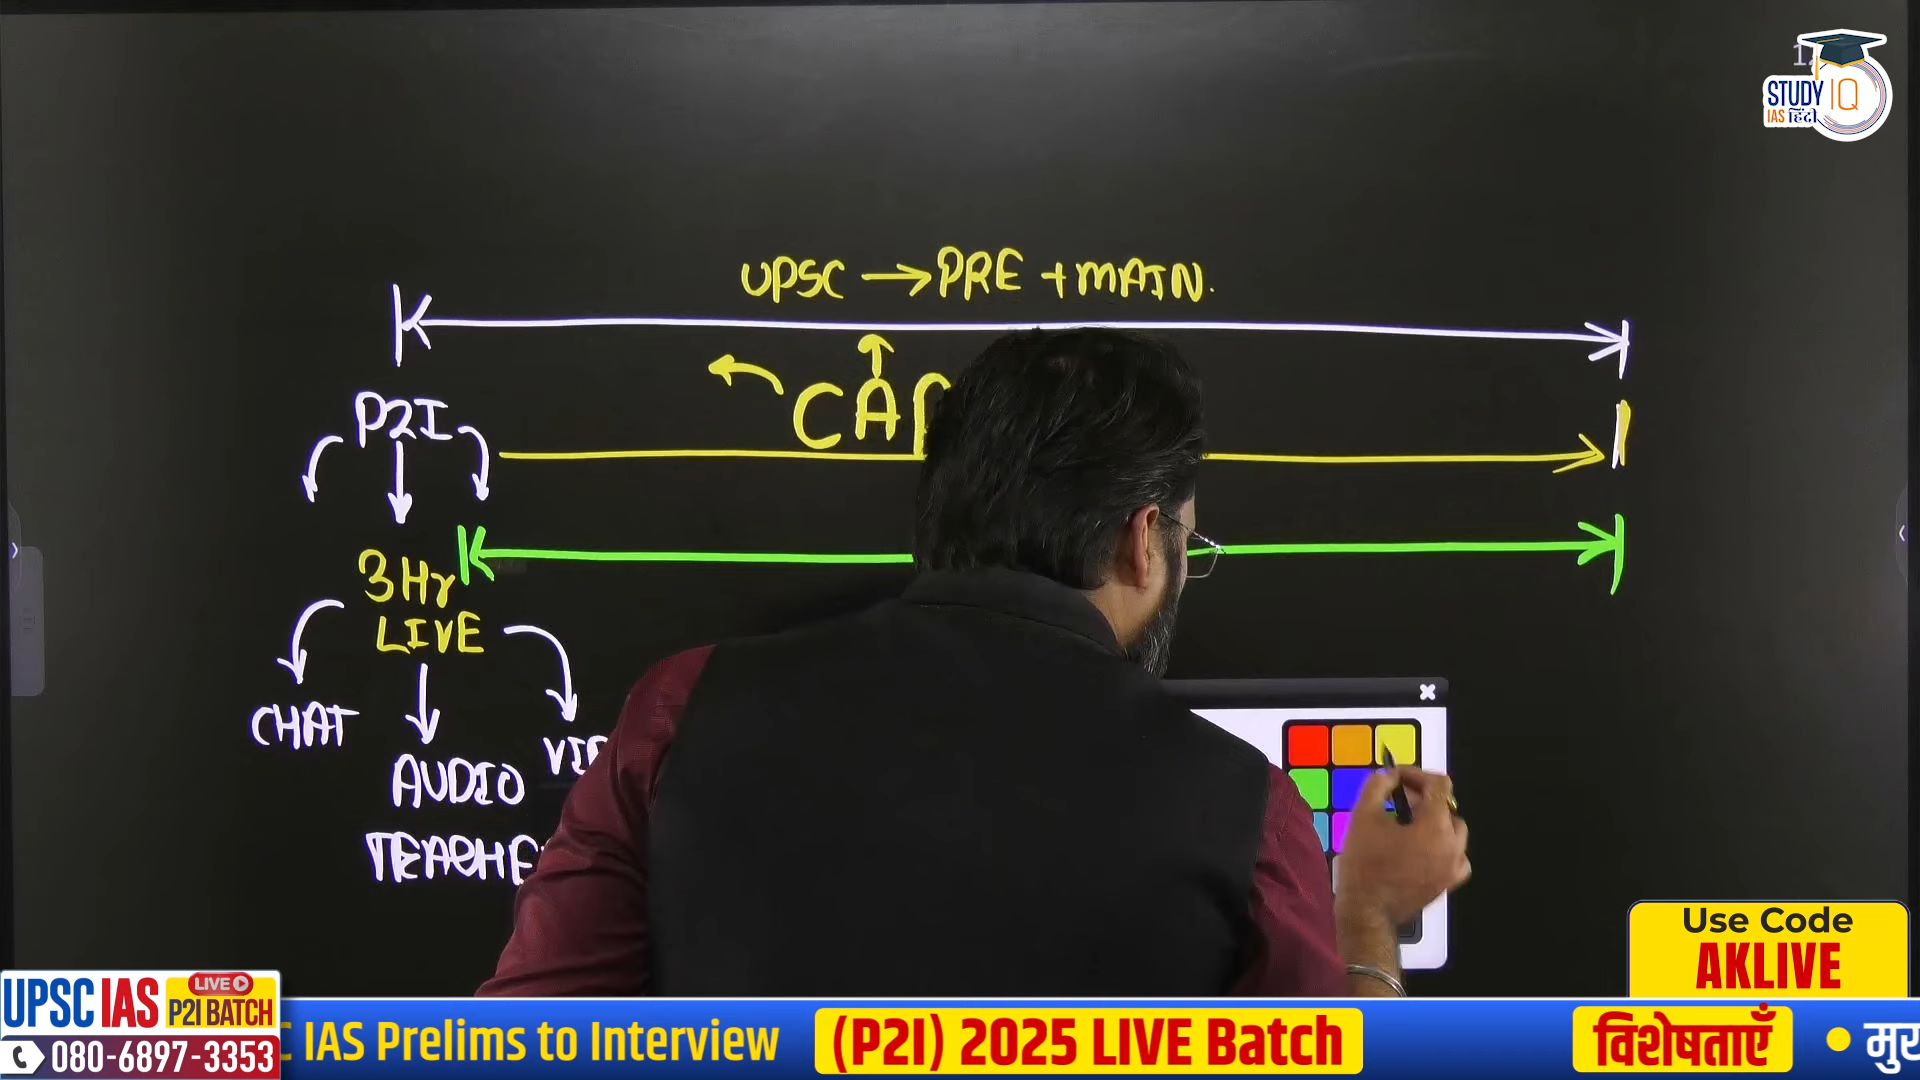 STUDY IQ
IAS हिंदी
UPSC → PRE + MAIN.
P2I
3Hr
LIVE
CHAT
AUDIO
Use Code
AKLIVE
LIVE
UPSC IAS P2I BATCH
080-6897-3353
IAS Prelims to Interview (P2I) 2025 LIVE Batch विशेषताएँ